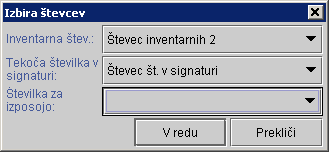 Izbira števcev
Inventarna štev.: Števec inventarnih 2
Tekoča številka v signaturi: Števec št. v signaturi
Številka za izposojo:
V redu Prekliči